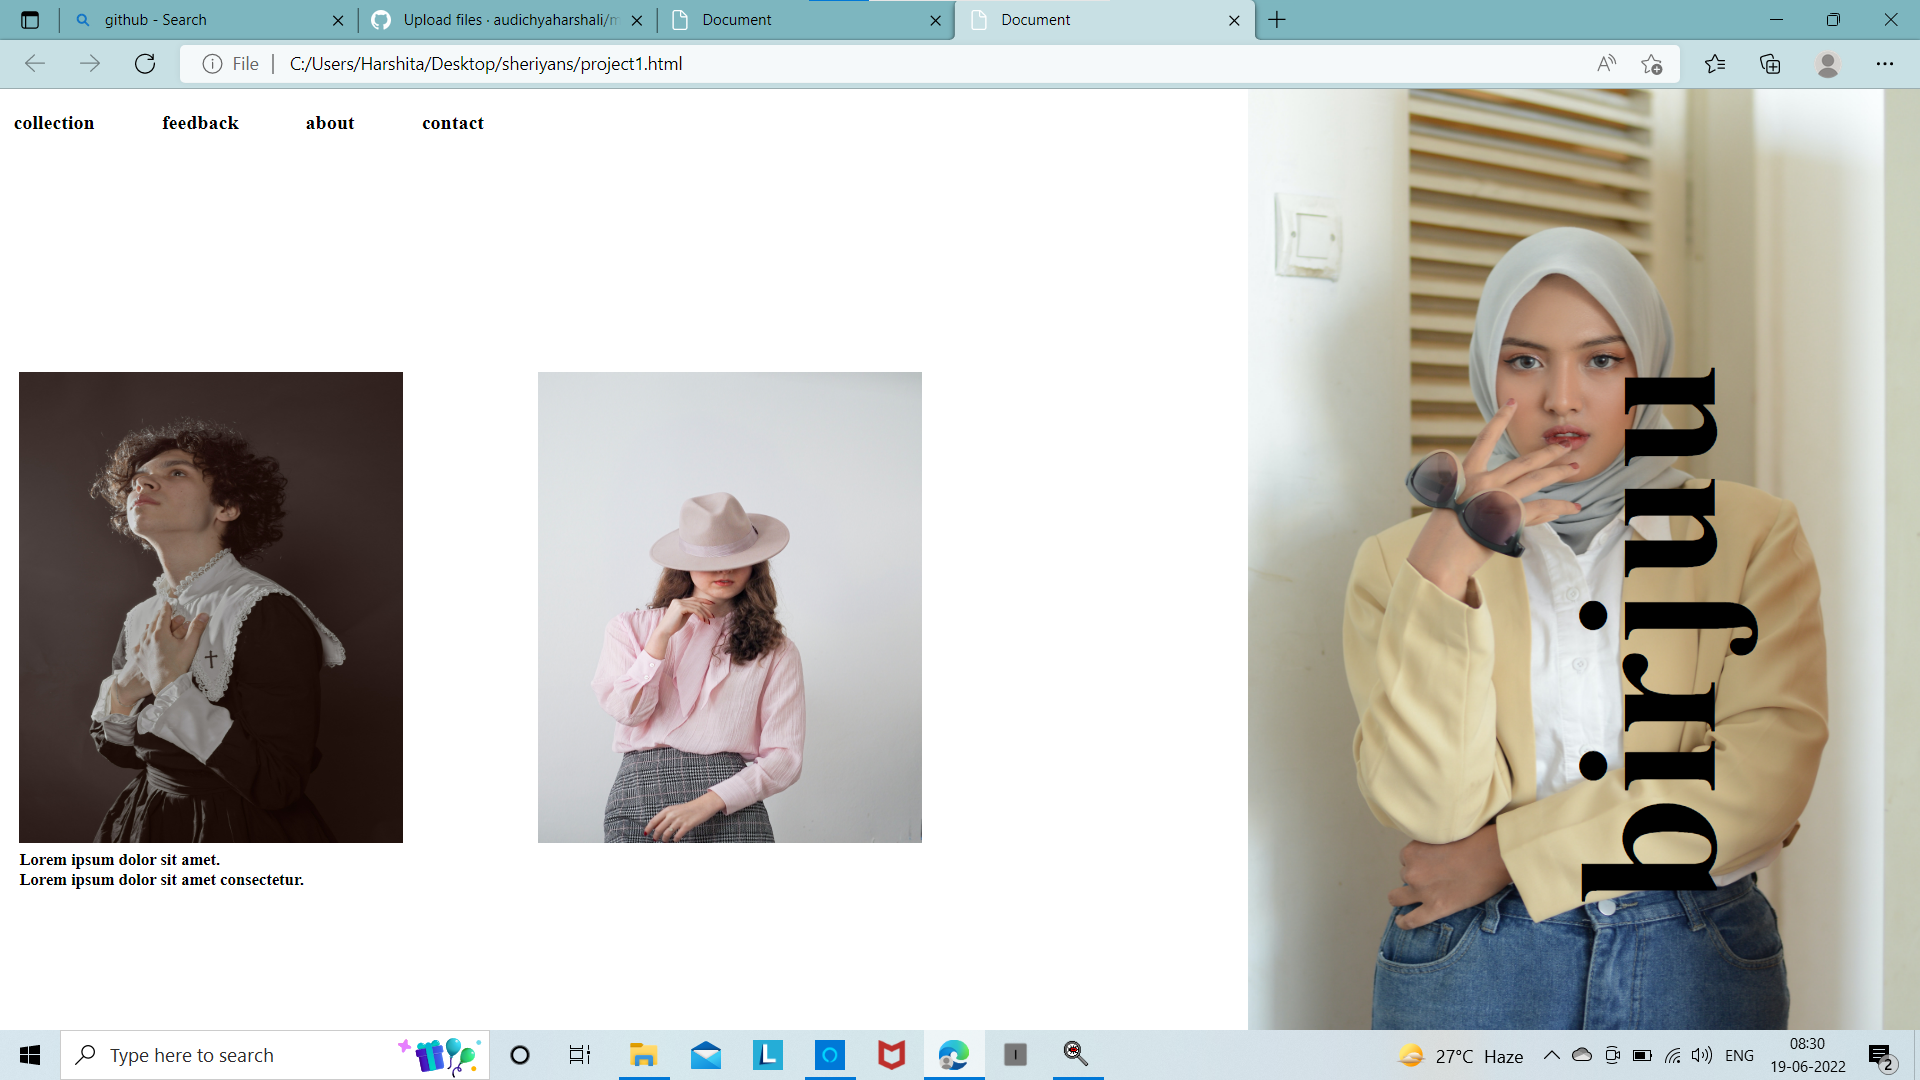 github - Search
Upload files · audichyaharshali/m
Document
Document
File
C:/Users/Harshita/Desktop/sheriyans/project1.html
collection
feedback
about
contact
birjuu
Lorem ipsum dolor sit amet.
Lorem ipsum dolor sit amet consectetur.
Type here to search
27°C Haze
ENG
08:30
19-06-2022
2